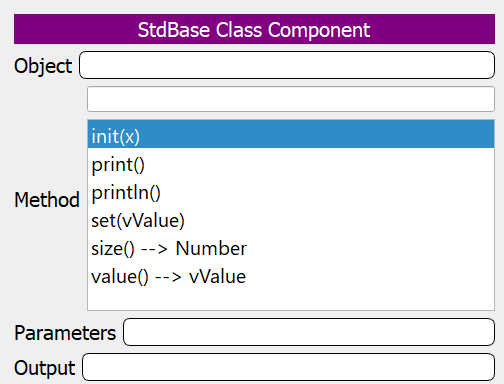 StdBase Class Component
Object
init(x)
print()
println()
Method
set(vValue)
size() --> Number
value() --> vValue
Parameters
Output